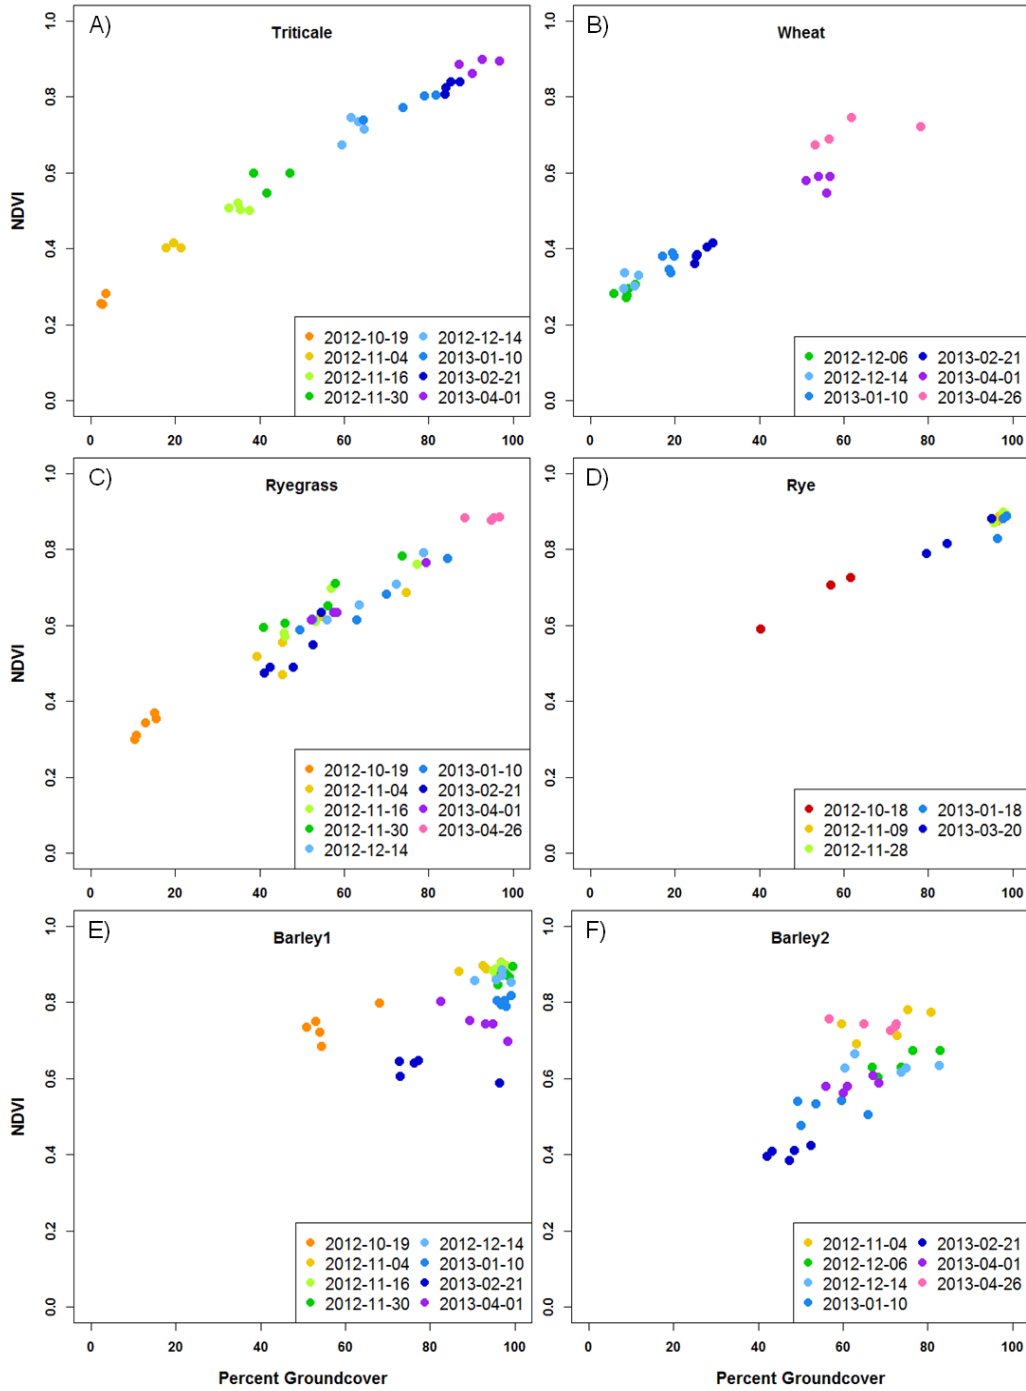 A) Triticale
B) Wheat
NDVI
0.0 0.2 0.4 0.6 0.8 1.0
0.0 0.2 0.4 0.6 0.8 1.0
2012-10-19 2012-12-14
2012-11-04 2013-01-10
2012-11-16 2013-02-21
2012-11-30 2013-04-01
2012-12-06 2013-02-21
2012-12-14 2013-04-01
2013-01-10 2013-04-26
0 20 40 60 80 100
0 20 40 60 80 100
C) Ryegrass
D) Rye
NDVI
0.0 0.2 0.4 0.6 0.8 1.0
0.0 0.2 0.4 0.6 0.8 1.0
2012-10-19 2013-01-10
2012-11-04 2013-02-21
2012-11-16 2013-04-01
2012-11-30 2013-04-26
2012-12-14
2012-10-18 2013-01-18
2012-11-09 2013-03-20
2012-11-28
0 20 40 60 80 100
0 20 40 60 80 100
E) Barley1
F) Barley2
NDVI
0.0 0.2 0.4 0.6 0.8 1.0
0.0 0.2 0.4 0.6 0.8 1.0
2012-10-19 2012-12-14
2012-11-04 2013-01-10
2012-11-16 2013-02-21
2012-11-30 2013-04-01
2012-11-04 2013-02-21
2012-12-06 2013-04-01
2012-12-14 2013-04-26
2013-01-10
0 20 40 60 80 100
0 20 40 60 80 100
Percent Groundcover
Percent Groundcover